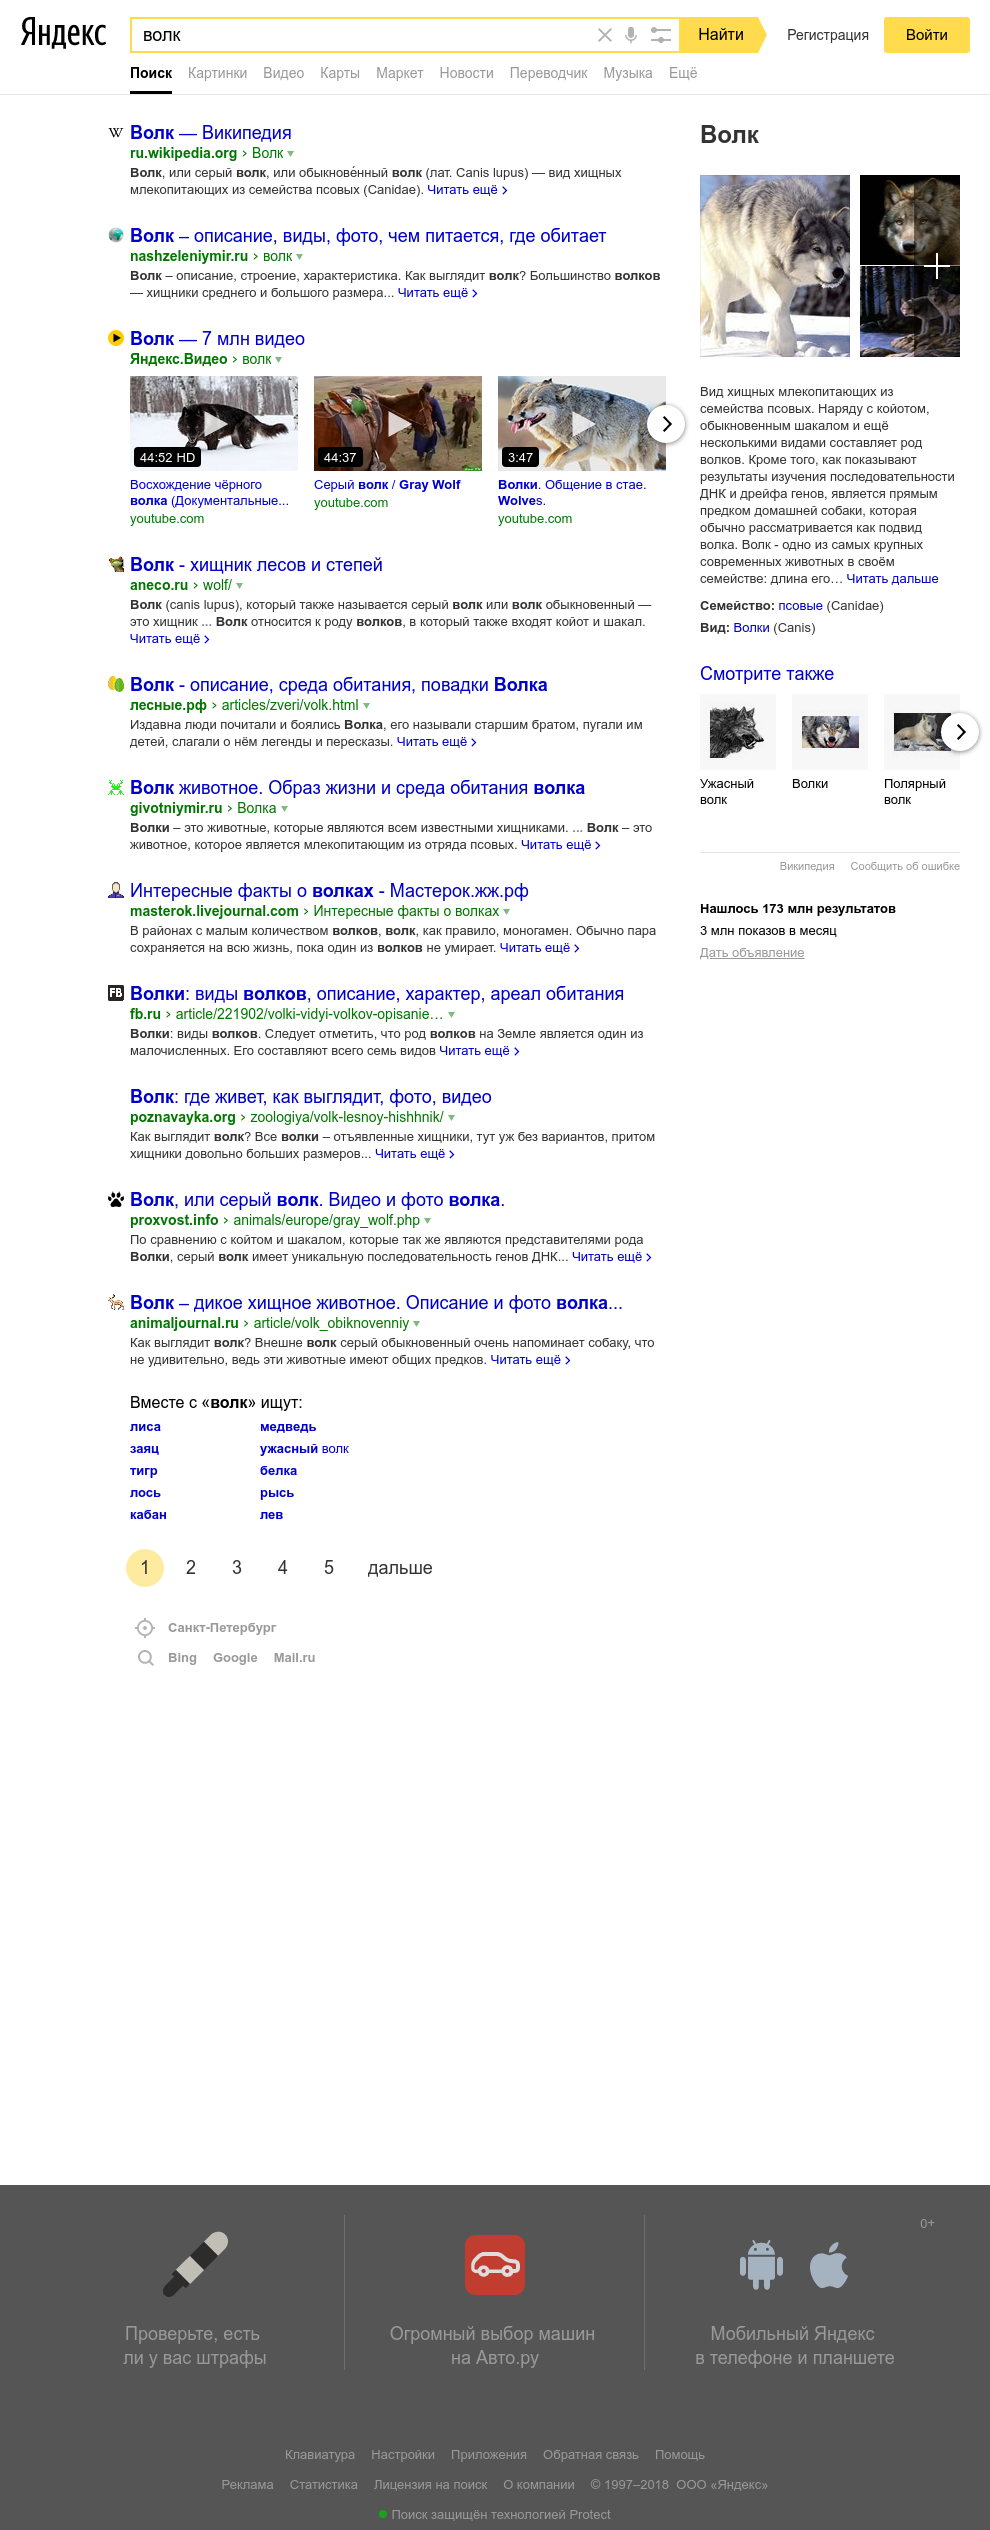 Яндекс
волк
Найти
Регистрация
Войти
Поиск Картинки Видео Карты Маркет Новости Переводчик Музыка Ещё
W Волк — Википедия
ru.wikipedia.org › Волк
Волк, или серый волк, или обыкнове́нный волк (лат. Canis lupus) — вид хищных
млекопитающих из семейства псовых (Canidae). Читать ещё ›
Волк – описание, виды, фото, чем питается, где обитает
nashzeleniymir.ru › волк
Волк – описание, строение, характеристика. Как выглядит волк? Большинство волков
— хищники среднего и большого размера... Читать ещё ›
Волк — 7 млн видео
Яндекс.Видео › волк
44:52 HD
44:37
3:47
Восхождение чёрного
волка (Документальные...
youtube.com
Серый волк / Gray Wolf
youtube.com
Волки. Общение в стае.
Wolves.
youtube.com
Волк - хищник лесов и степей
aneco.ru › wolf/
Волк (canis lupus), который также называется серый волк или волк обыкновенный —
это хищник ... Волк относится к роду волков, в который также входят койот и шакал.
Читать ещё ›
Волк - описание, среда обитания, повадки Волка
лесные.рф › articles/zveri/volk.html
Издавна люди почитали и боялись Волка, его называли старшим братом, пугали им
детей, слагали о нём легенды и пересказы. Читать ещё ›
Волк животное. Образ жизни и среда обитания волка
givotniymir.ru › Волка
Волки – это животные, которые являются всем известными хищниками. ... Волк – это
животное, которое является млекопитающим из отряда псовых. Читать ещё ›
Интересные факты о волках - Мастерок.жж.рф
masterok.livejournal.com › Интересные факты о волках
В районах с малым количеством волков, волк, как правило, моногамен. Обычно пара
сохраняется на всю жизнь, пока один из волков не умирает. Читать ещё ›
FB Волки: виды волков, описание, характер, ареал обитания
fb.ru › article/221902/volki-vidyi-volkov-opisanie…
Волки: виды волков. Следует отметить, что род волков на Земле является один из
малочисленных. Его составляют всего семь видов Читать ещё ›
Волк: где живет, как выглядит, фото, видео
poznavayka.org › zoologiya/volk-lesnoy-hishhnik/
Как выглядит волк? Все волки – отъявленные хищники, тут уж без вариантов, притом
хищники довольно больших размеров... Читать ещё ›
Волк, или серый волк. Видео и фото волка.
proxvost.info › animals/europe/gray_wolf.php
По сравнению с койтом и шакалом, которые так же являются представителями рода
Волки, серый волк имеет уникальную последовательность генов ДНК... Читать ещё ›
Волк – дикое хищное животное. Описание и фото волка...
animaljournal.ru › article/volk_obiknovenniy
Как выглядит волк? Внешне волк серый обыкновенный очень напоминает собаку, что
не удивительно, ведь эти животные имеют общих предков. Читать ещё ›
Вместе с «волк» ищут:
лиса медведь
заяц ужасный волк
тигр белка
лось рысь
кабан лев
1 2 3 4 5 дальше
Санкт-Петербург
Bing Google Mail.ru
Волк
Вид хищных млекопитающих из
семейства псовых. Наряду с койотом,
обыкновенным шакалом и ещё
несколькими видами составляет род
волков. Кроме того, как показывают
результаты изучения последовательности
ДНК и дрейфа генов, является прямым
предком домашней собаки, которая
обычно рассматривается как подвид
волка. Волк - одно из самых крупных
современных животных в своём
семействе: длина его… Читать дальше
Семейство: псовые (Canidae)
Вид: Волки (Canis)
Смотрите также
Ужасный
волк
Волки
Полярный
волк
Википедия Сообщить об ошибке
Нашлось 173 млн результатов
3 млн показов в месяц
Дать объявление
0+
Проверьте, есть
ли у вас штрафы
Огромный выбор машин
на Авто.ру
Мобильный Яндекс
в телефоне и планшете
Клавиатура Настройки Приложения Обратная связь Помощь
Реклама Статистика Лицензия на поиск О компании © 1997–2018 ООО «Яндекс»
Поиск защищён технологией Protect